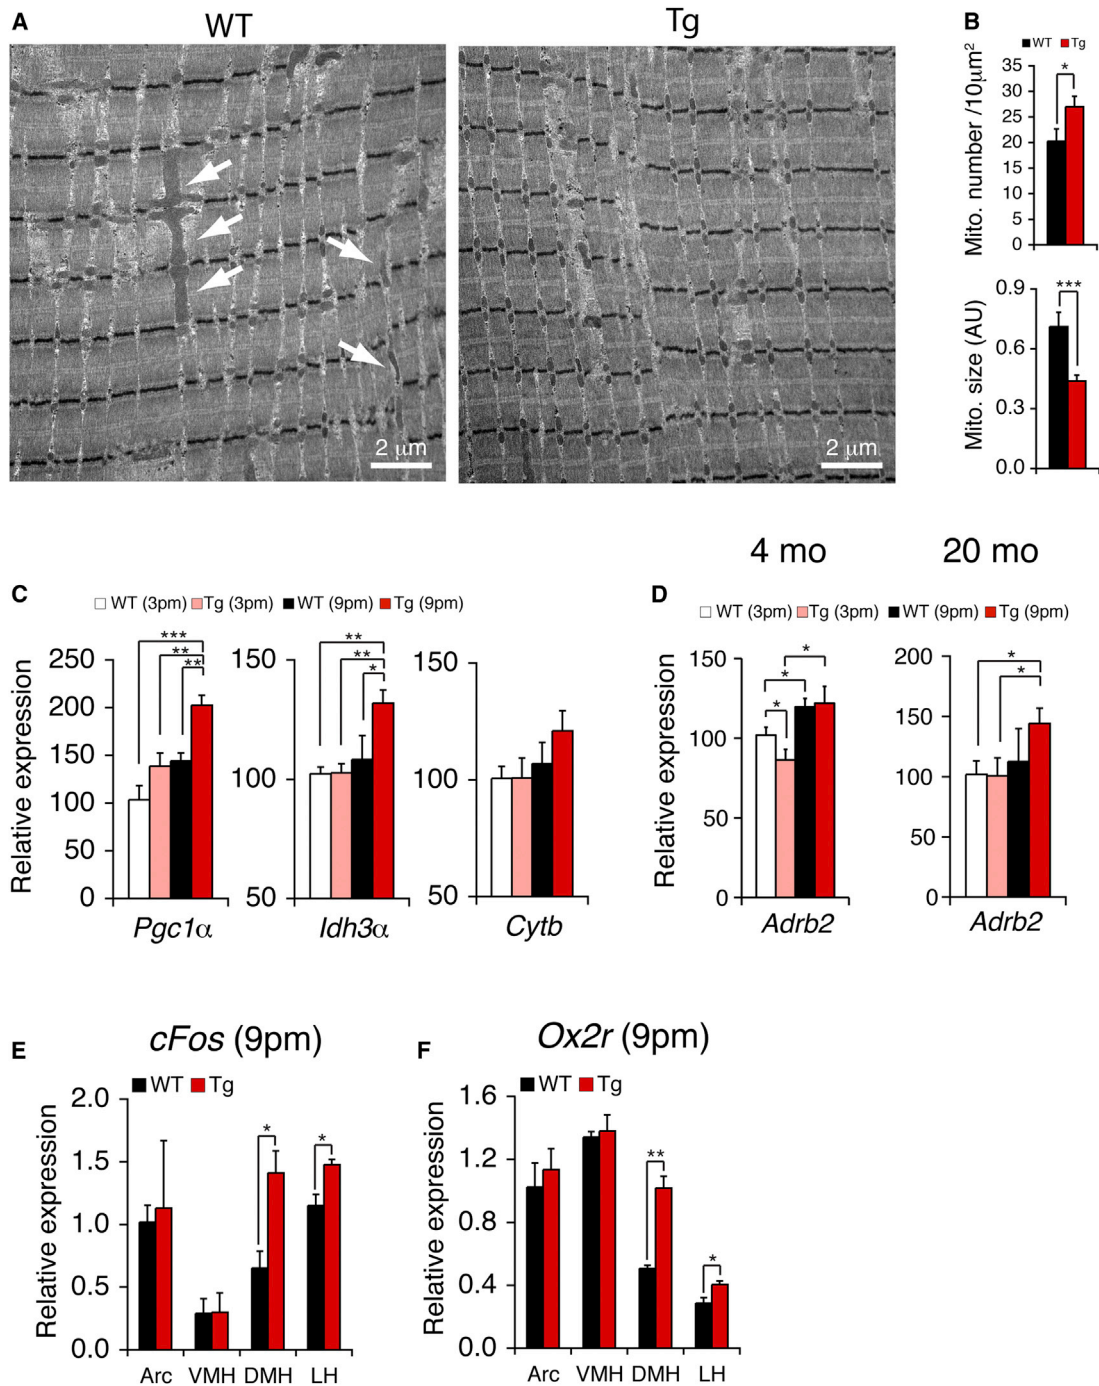 A
WT
Tg
2 μm
2 μm
B
WT Tg
Mito. number /10μm²
35
30
25
20
15
10
5
0
*
Mito. size (AU)
0.9
0.6
0.3
0.0
***
4 mo
20 mo
C
WT (3pm) Tg (3pm) WT (9pm) Tg (9pm)
Relative expression
250
200
150
100
50
0
***
**
**
Pgc1α
150
100
50
**
**
*
Idh3α
150
100
50
Cytb
D
WT (3pm) Tg (3pm) WT (9pm) Tg (9pm)
Relative expression
150
100
50
0
*
*
*
Adrb2
200
150
100
50
0
*
*
Adrb2
E
cFos (9pm)
WT Tg
Relative expression
2.0
1.5
1.0
0.5
0.0
*
*
Arc VMH DMH LH
F
Ox2r (9pm)
WT Tg
Relative expression
1.6
1.2
0.8
0.4
0.0
**
*
Arc VMH DMH LH